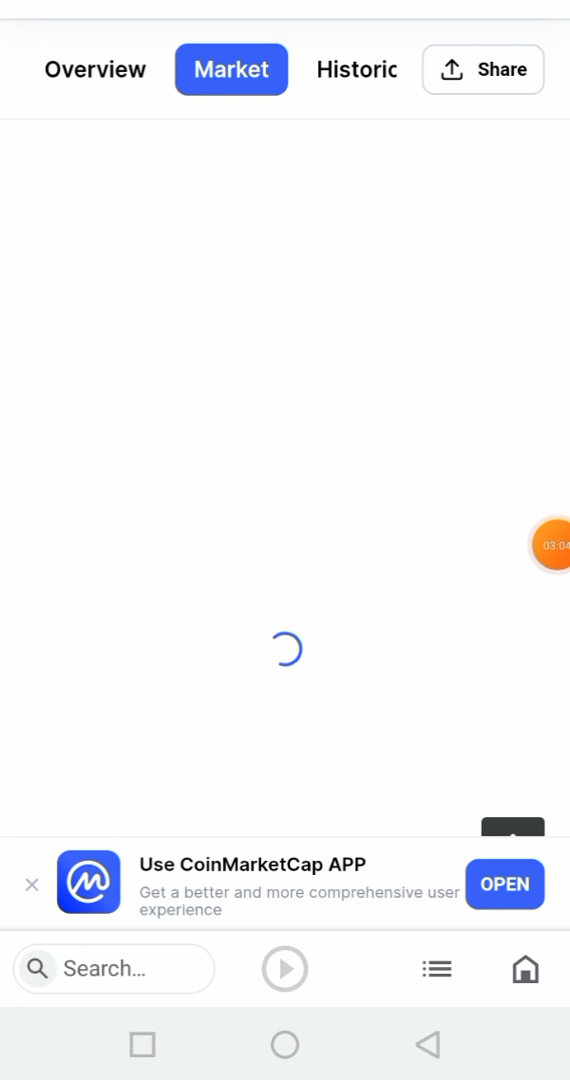 Overview Market Historic Share
03:04
Use CoinMarketCap APP
Get a better and more comprehensive user
experience
OPEN
Search...